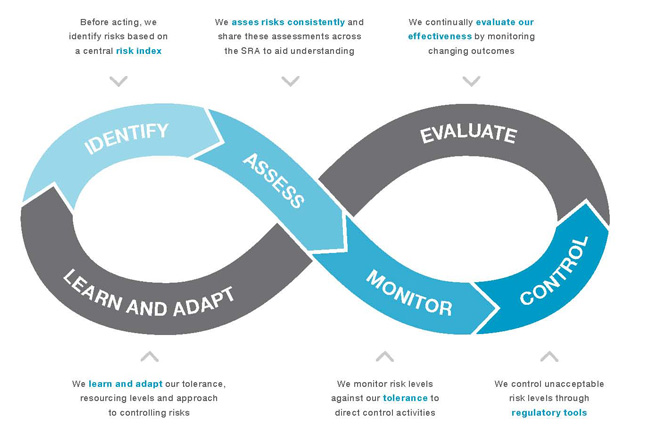 Before acting, we
identify risks based on
a central risk index
We asses risks consistently and
share these assessments across
the SRA to aid understanding
We continually evaluate our
effectiveness by monitoring
changing outcomes
IDENTIFY
ASSESS
EVALUATE
LEARN AND ADAPT
MONITOR
CONTROL
We learn and adapt our tolerance,
resourcing levels and approach
to controlling risks
We monitor risk levels
against our tolerance to
direct control activities
We control unacceptable
risk levels through
regulatory tools